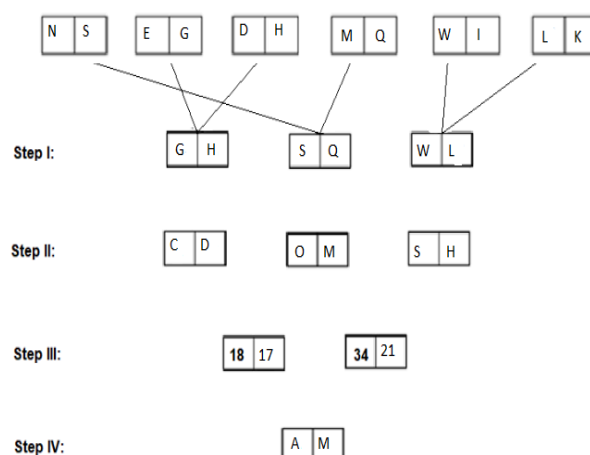 N S E G D H M Q W I L K
Step I: G H S Q W L
Step II: C D O M S H
Step III: 18 17 34 21
Step IV: A M